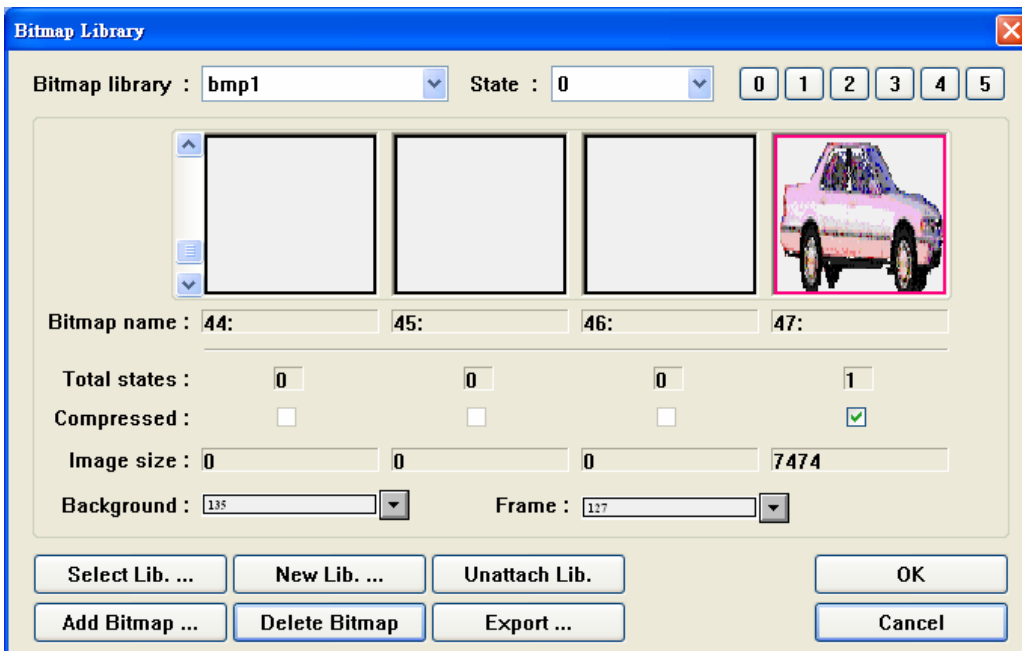 Bitmap Library
Bitmap library : bmp1 State : 0 0 1 2 3 4 5
Bitmap name : 44: 45: 46: 47:
Total states : 0 0 0 1
Compressed :
Image size : 0 0 0 7474
Background : 135 Frame : 127
Select Lib. ... New Lib. ... Unattach Lib. OK
Add Bitmap ... Delete Bitmap Export ... Cancel